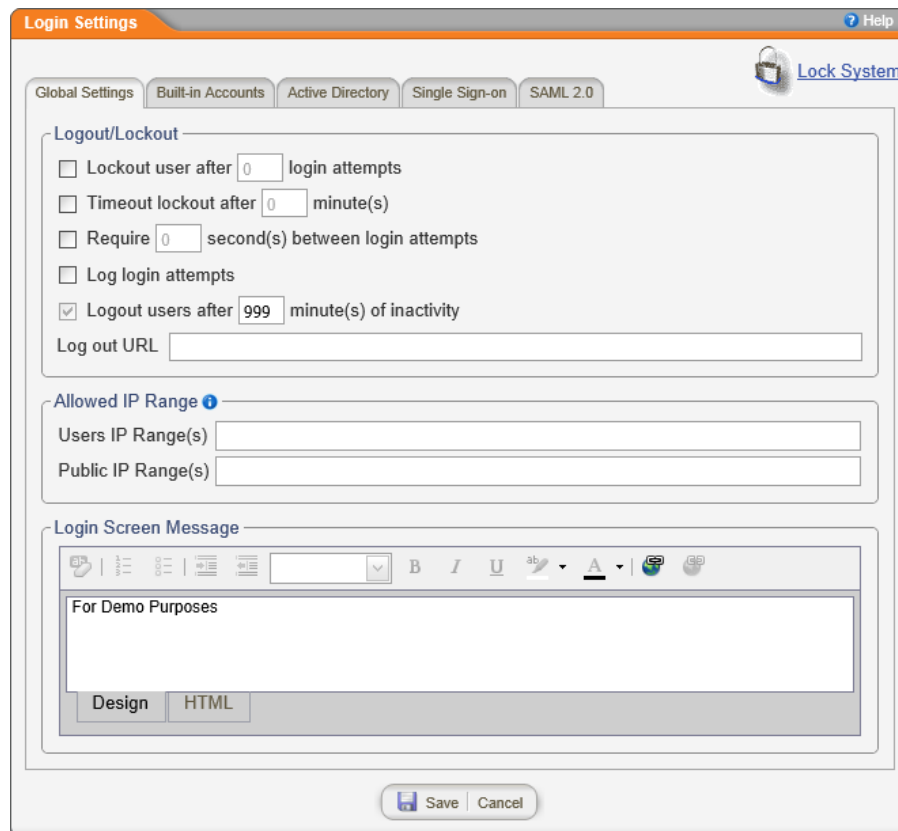 Login Settings
Help
Lock System
Global Settings
Built-in Accounts
Active Directory
Single Sign-on
SAML 2.0
Logout/Lockout
Lockout user after 0 login attempts
Timeout lockout after 0 minute(s)
Require 0 second(s) between login attempts
Log login attempts
Logout users after 999 minute(s) of inactivity
Log out URL
Allowed IP Range
Users IP Range(s)
Public IP Range(s)
Login Screen Message
B I U ab A
For Demo Purposes
Design HTML
Save Cancel